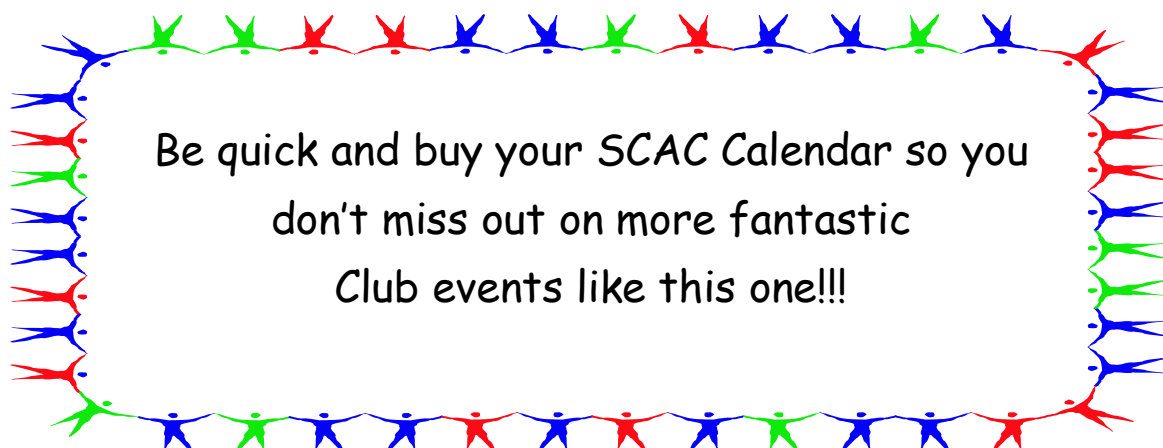 Be quick and buy your SCAC Calendar so you
don't miss out on more fantastic
Club events like this one!!!